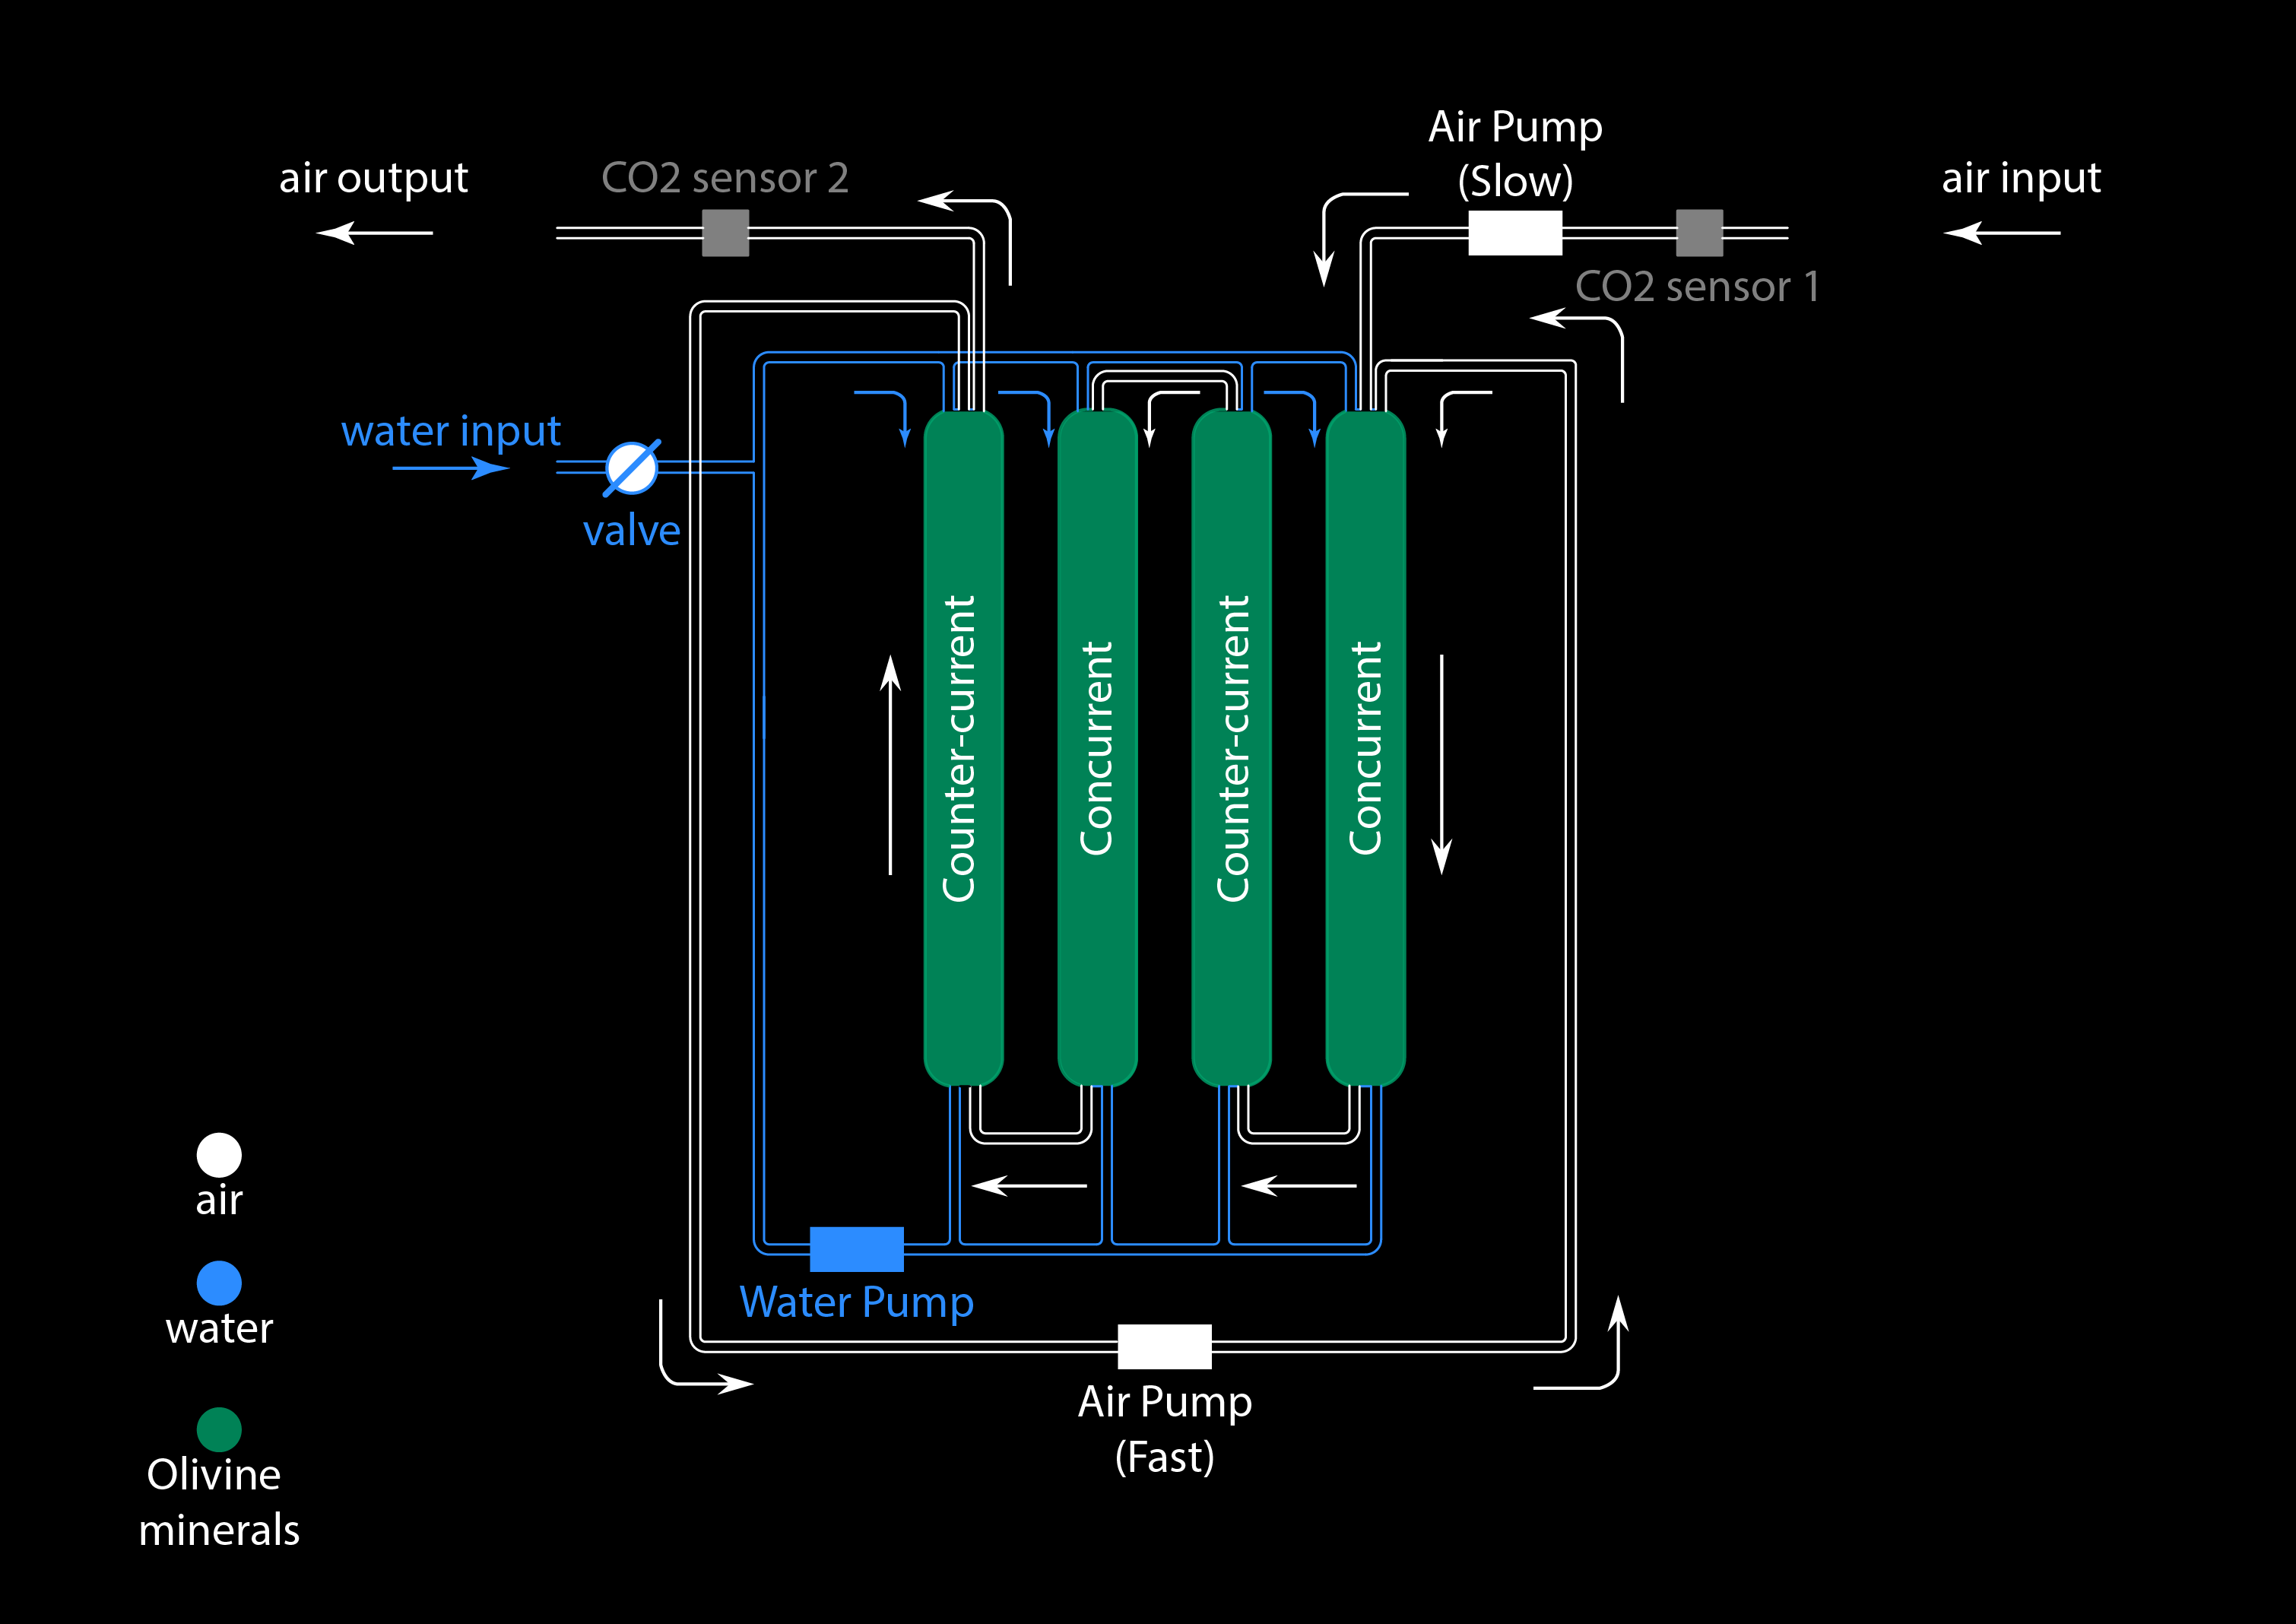 Air Pump
(Slow)
air output
CO2 sensor 2
air input
CO2 sensor 1
water input
valve
Counter-current
Concurrent
Counter-current
Concurrent
air
water
Olivine
minerals
Water Pump
Air Pump
(Fast)